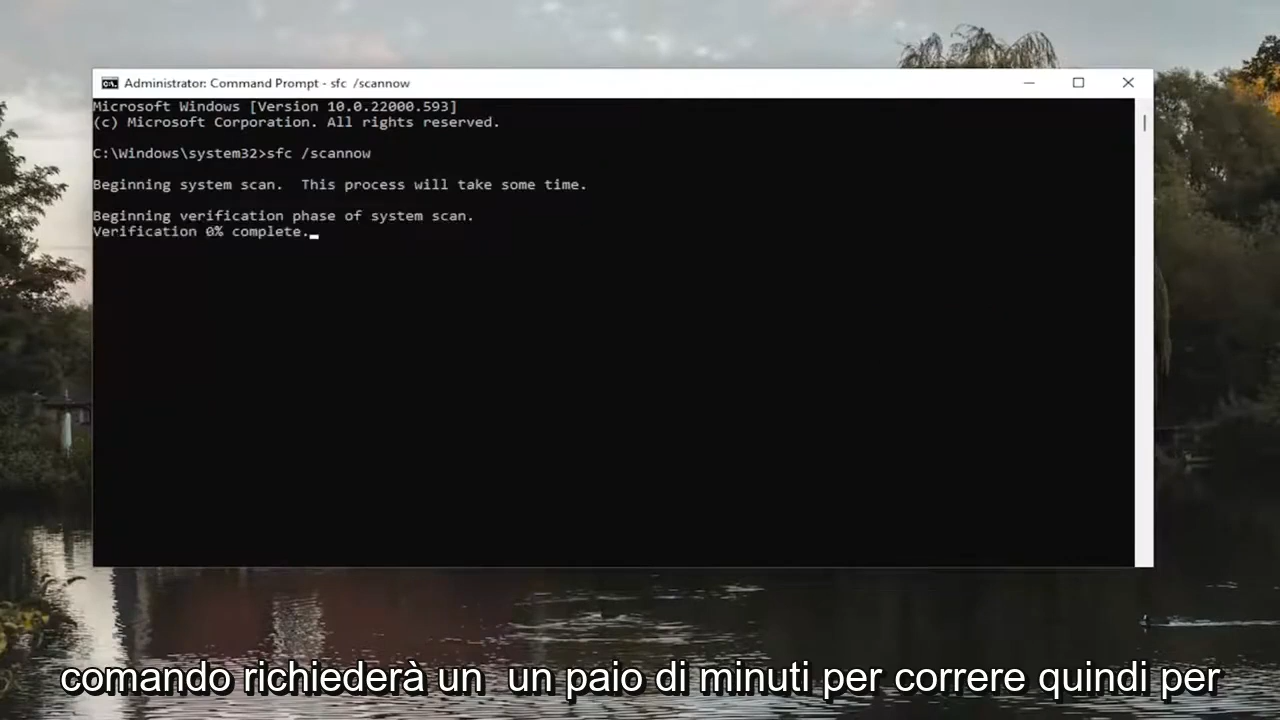 Administrator: Command Prompt - sfc  /scannow
Microsoft Windows [Version 10.0.22000.593]
(c) Microsoft Corporation. All rights reserved.
C:\Windows\system32>sfc /scannow
Beginning system scan.  This process will take some time.
Beginning verification phase of system scan.
Verification 0% complete.
comando richiederà un  un paio di minuti per correre quindi per